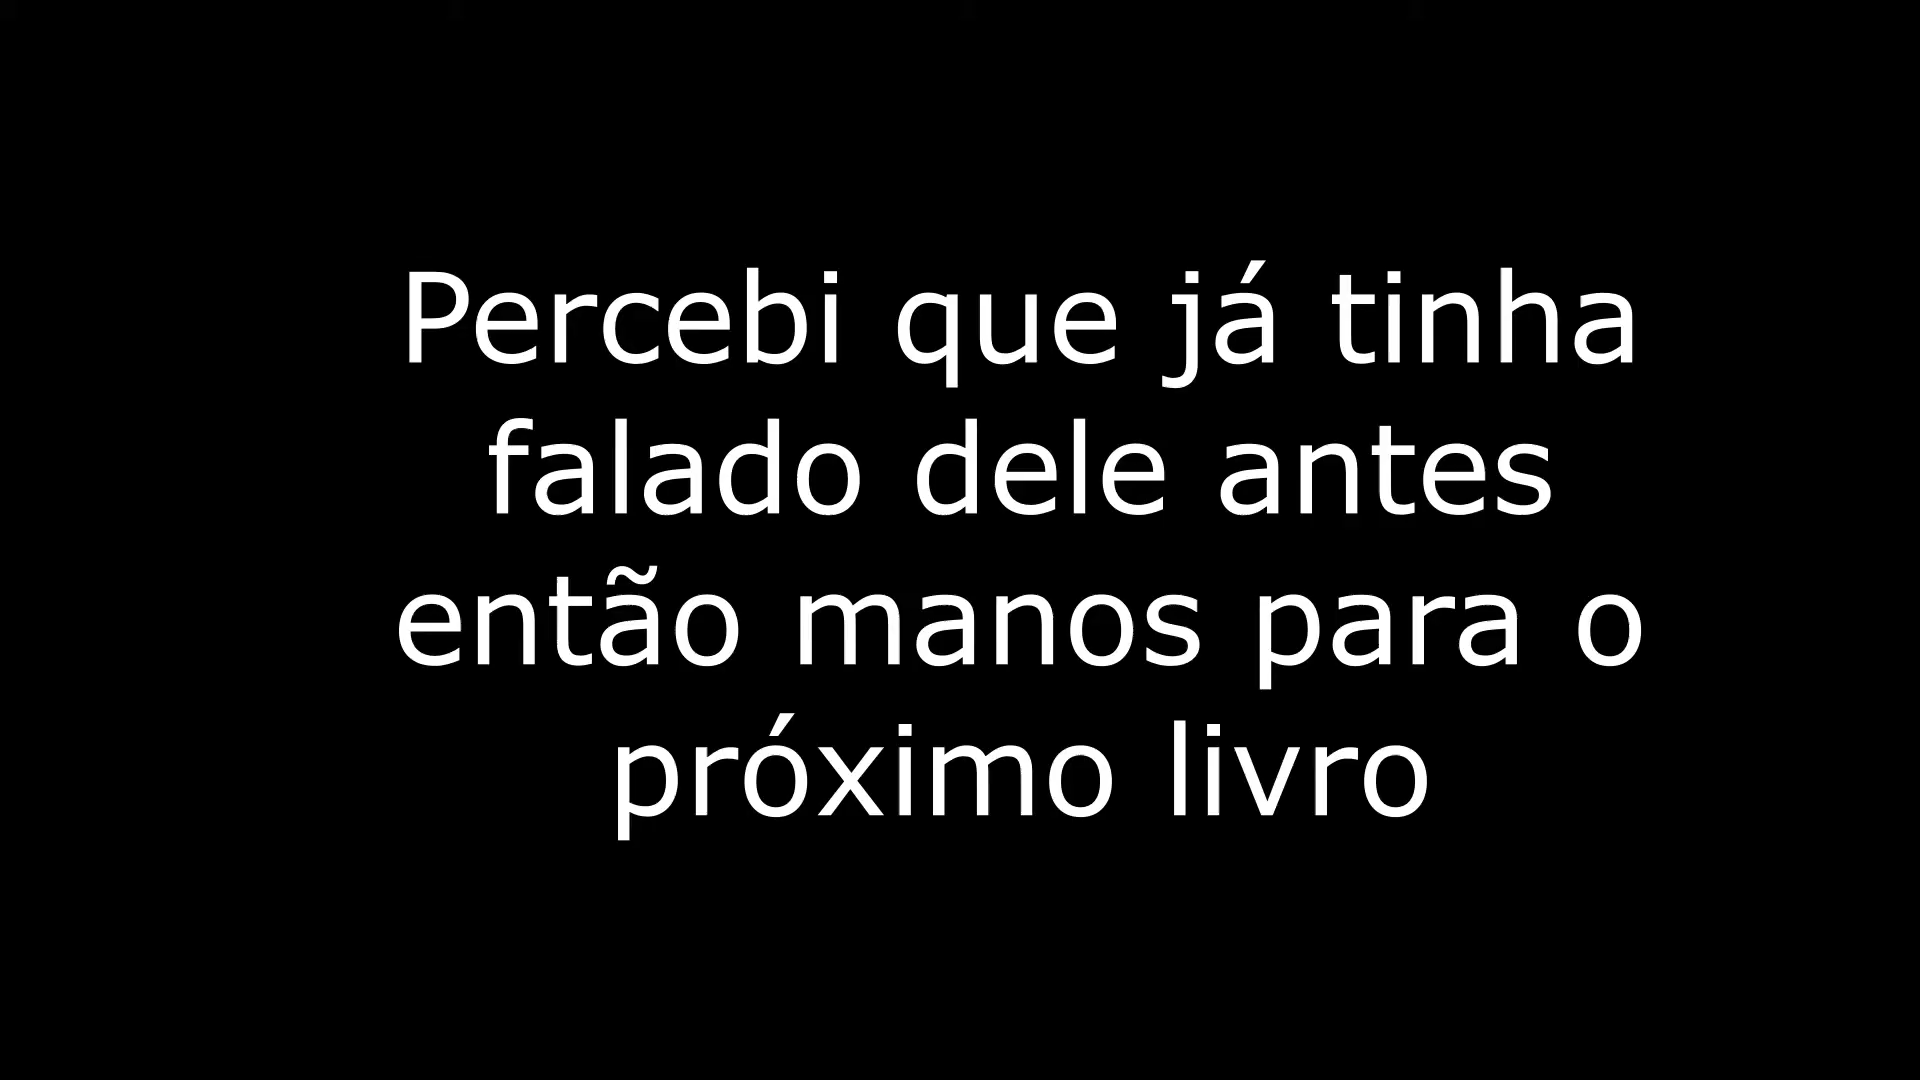 Percebi que já tinha
falado dele antes
então manos para o
próximo livro